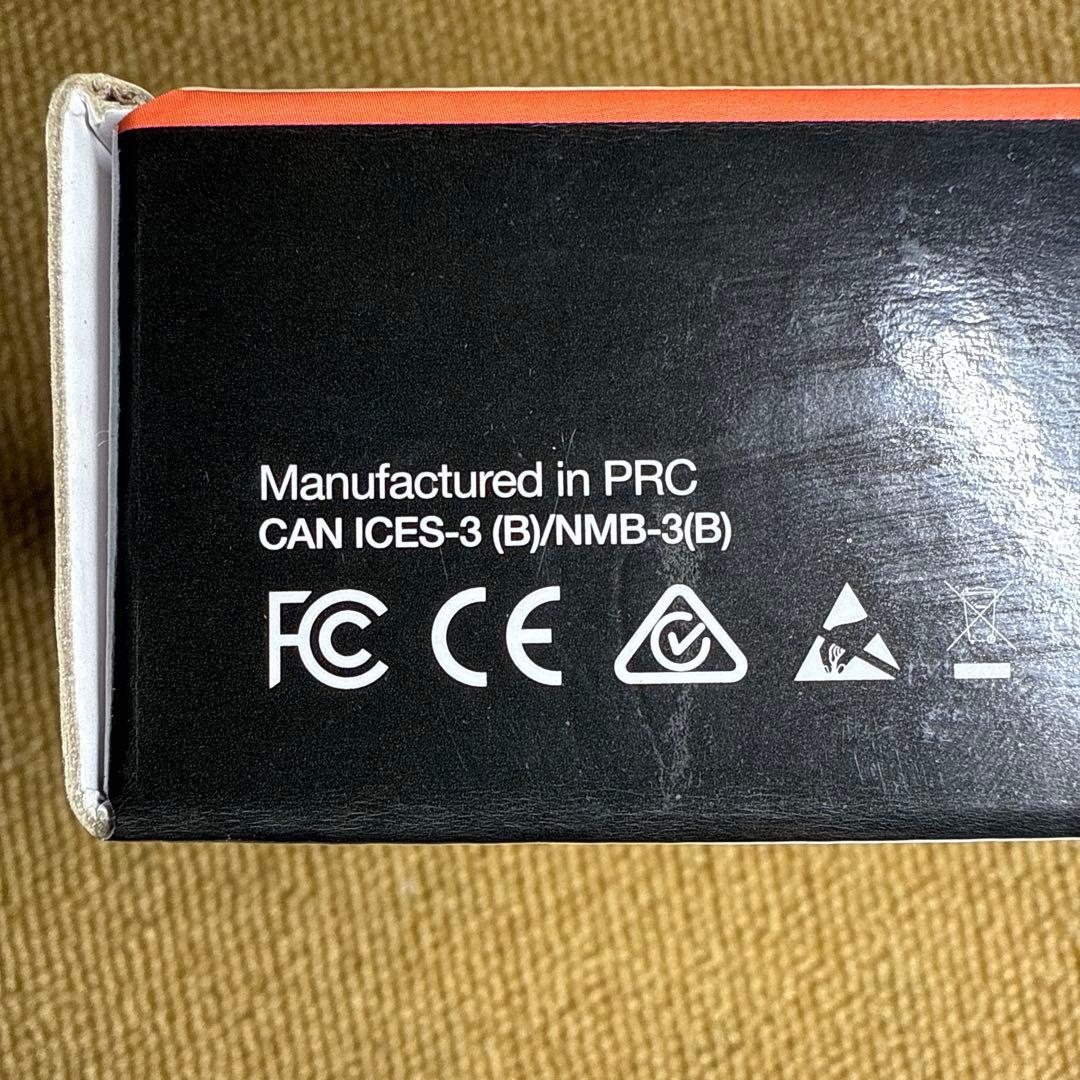 Manufactured in PRC
CAN ICES-3 (B)/NMB-3(B)
FC CE